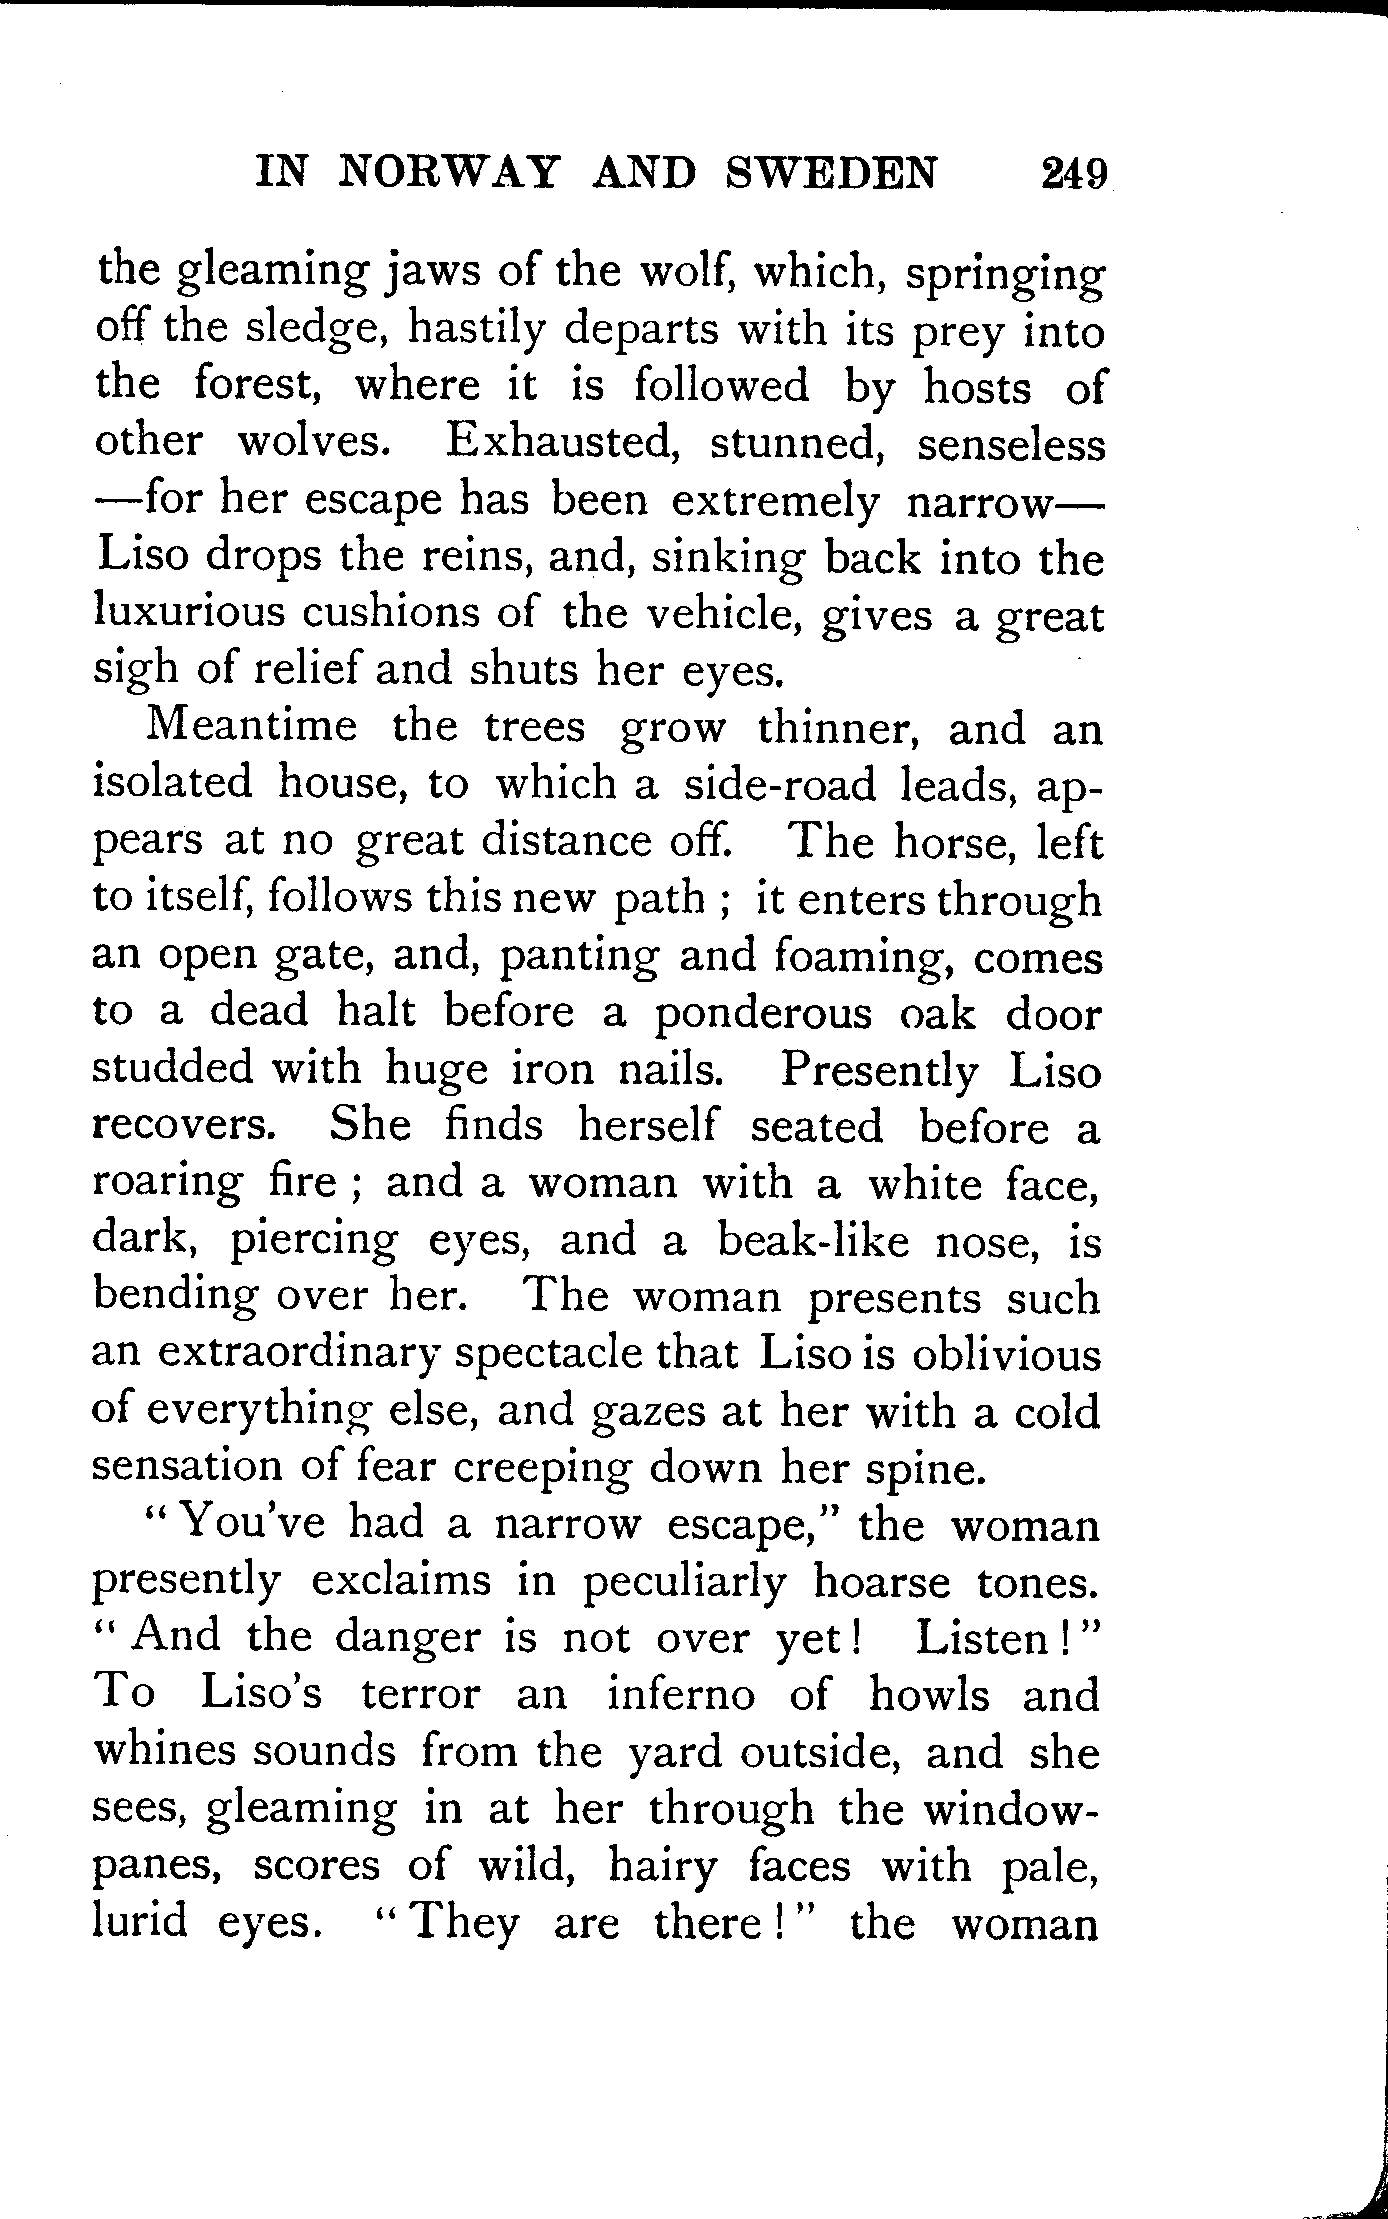 IN NORWAY AND SWEDEN 249
the gleaming jaws of the wolf, which, springing
off the sledge, hastily departs with its prey into
the forest, where it is followed by hosts of
other wolves. Exhausted, stunned, senseless
—for her escape has been extremely narrow—
Liso drops the reins, and, sinking back into the
luxurious cushions of the vehicle, gives a great
sigh of relief and shuts her eyes.
Meantime the trees grow thinner, and an
isolated house, to which a side-road leads, ap-
pears at no great distance off. The horse, left
to itself, follows this new path ; it enters through
an open gate, and, panting and foaming, comes
to a dead halt before a ponderous oak door
studded with huge iron nails. Presently Liso
recovers. She finds herself seated before a
roaring fire ; and a woman with a white face,
dark, piercing eyes, and a beak-like nose, is
bending over her. The woman presents such
an extraordinary spectacle that Liso is oblivious
of everything else, and gazes at her with a cold
sensation of fear creeping down her spine.
" You've had a narrow escape," the woman
presently exclaims in peculiarly hoarse tones.
" And the danger is not over yet ! Listen ! "
To Liso's terror an inferno of howls and
whines sounds from the yard outside, and she
sees, gleaming in at her through the window-
panes, scores of wild, hairy faces with pale,
lurid eyes. " They are there ! " the woman